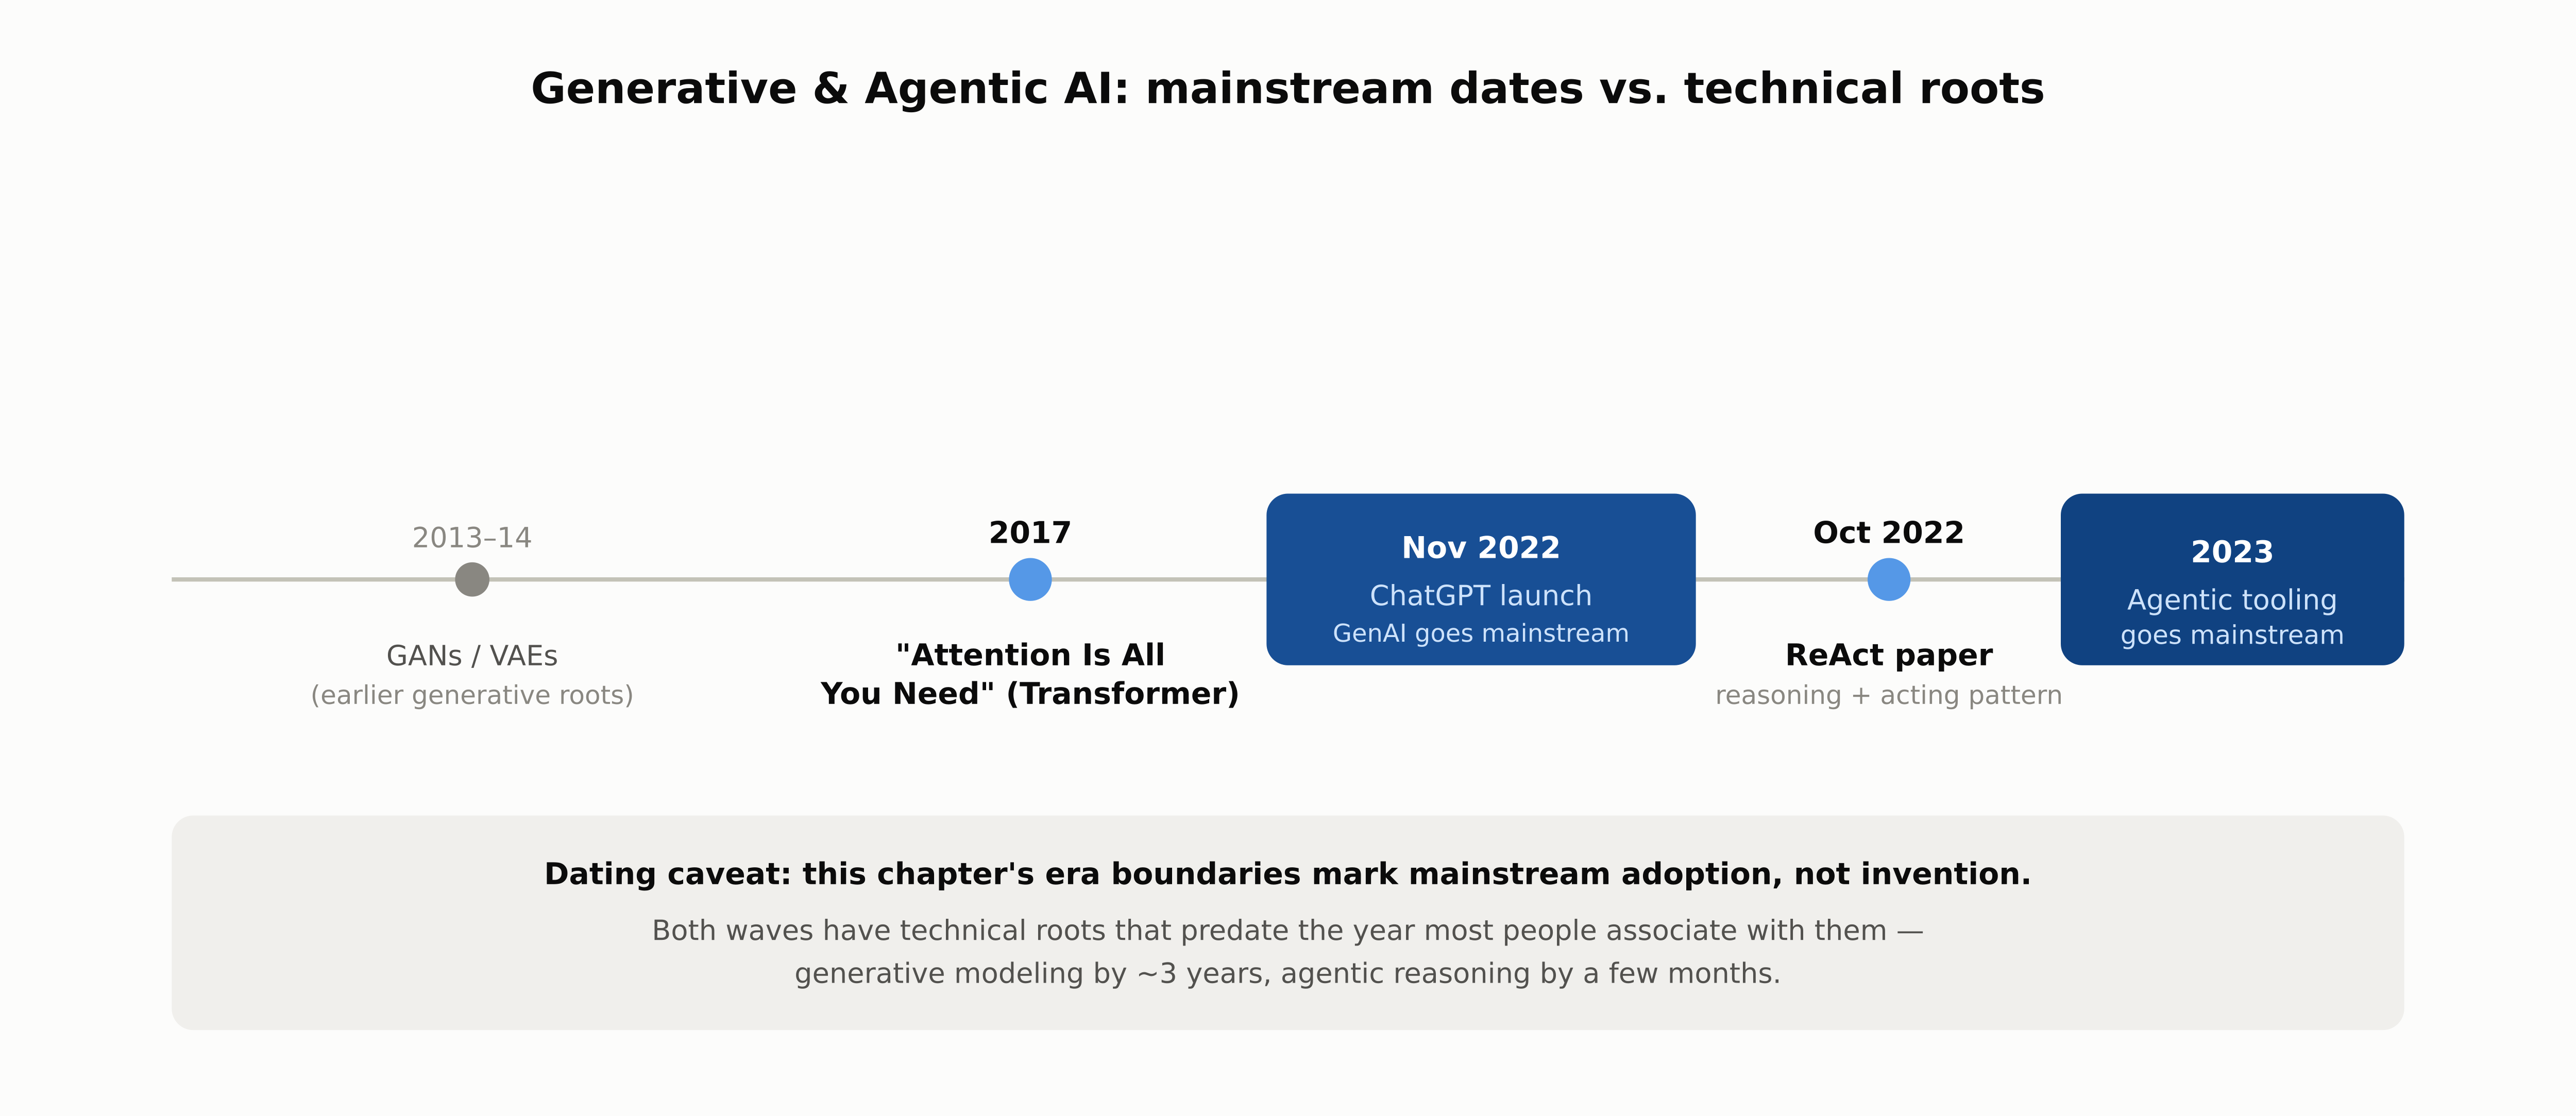 Generative & Agentic AI: mainstream dates vs. technical roots
2013–14
GANs / VAEs
(earlier generative roots)
2017
"Attention Is All
You Need" (Transformer)
Nov 2022
ChatGPT launch
GenAI goes mainstream
Oct 2022
ReAct paper
reasoning + acting pattern
2023
Agentic tooling
goes mainstream
Dating caveat: this chapter's era boundaries mark mainstream adoption, not invention.
Both waves have technical roots that predate the year most people associate with them —
generative modeling by ~3 years, agentic reasoning by a few months.